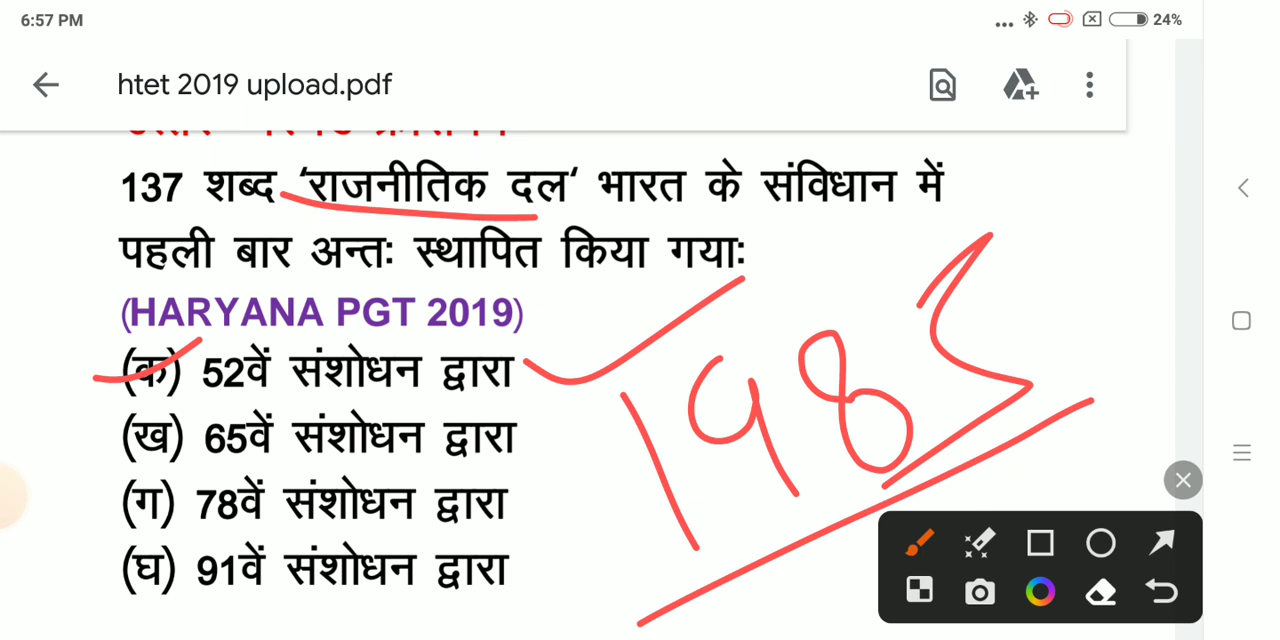 6:57 PM
24%
htet 2019 upload.pdf
137 शब्द ‘राजनीतिक दल‘ भारत के संविधान में
पहली बार अन्तः स्थापित किया गयाः
(HARYANA PGT 2019)
(क) 52वें संशोधन द्वारा
(ख) 65वें संशोधन द्वारा
(ग) 78वें संशोधन द्वारा
(घ) 91वें संशोधन द्वारा
1985